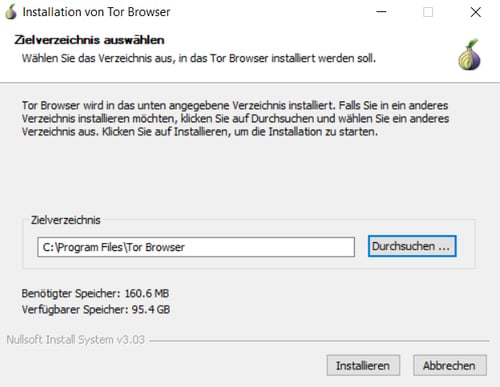 Installation von Tor Browser
Zielverzeichnis auswählen
Wählen Sie das Verzeichnis aus, in das Tor Browser installiert werden soll.
Tor Browser wird in das unten angegebene Verzeichnis installiert. Falls Sie in ein anderes
Verzeichnis installieren möchten, klicken Sie auf Durchsuchen und wählen Sie ein anderes
Verzeichnis aus. Klicken Sie auf Installieren, um die Installation zu starten.
Zielverzeichnis
C:\Program Files\Tor Browser
Durchsuchen ...
Benötigter Speicher: 160.6 MB
Verfügbarer Speicher: 95.4 GB
Nullsoft Install System v3.03
Installieren
Abbrechen